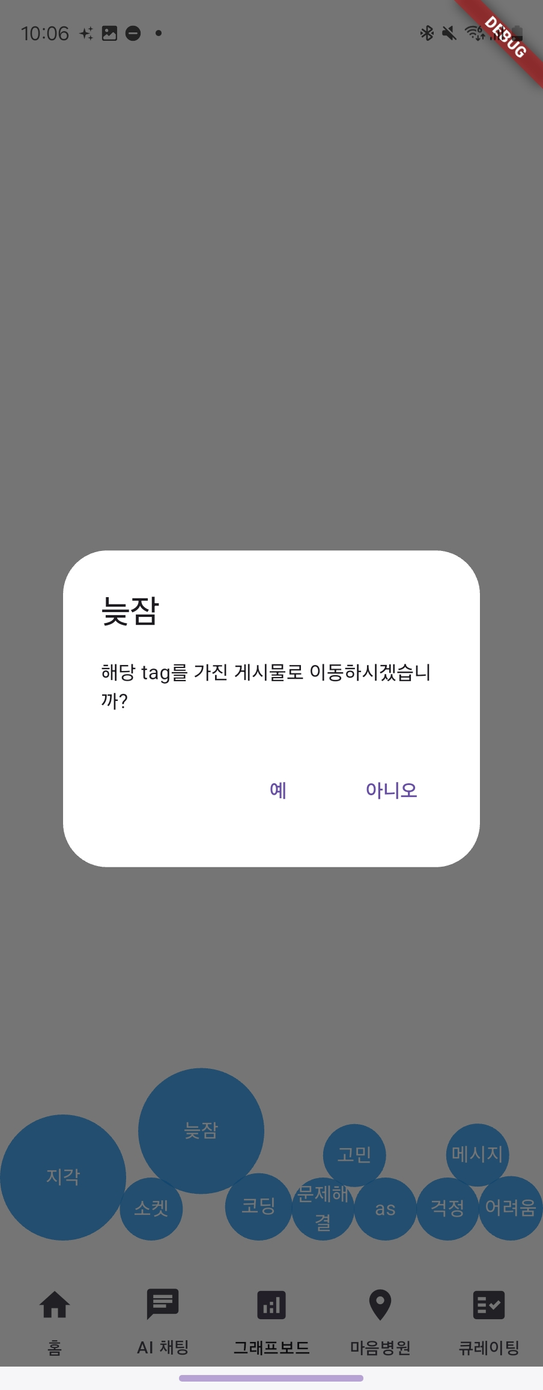 10:06
DEBUG
늦잠
해당 tag를 가진 게시물로 이동하시겠습니
까?
예 아니오
늦잠
고민 메시지
지각
소켓 코딩 문제해
결 as 걱정 어려움
홈 AI 채팅 그래프보드 마음병원 큐레이팅